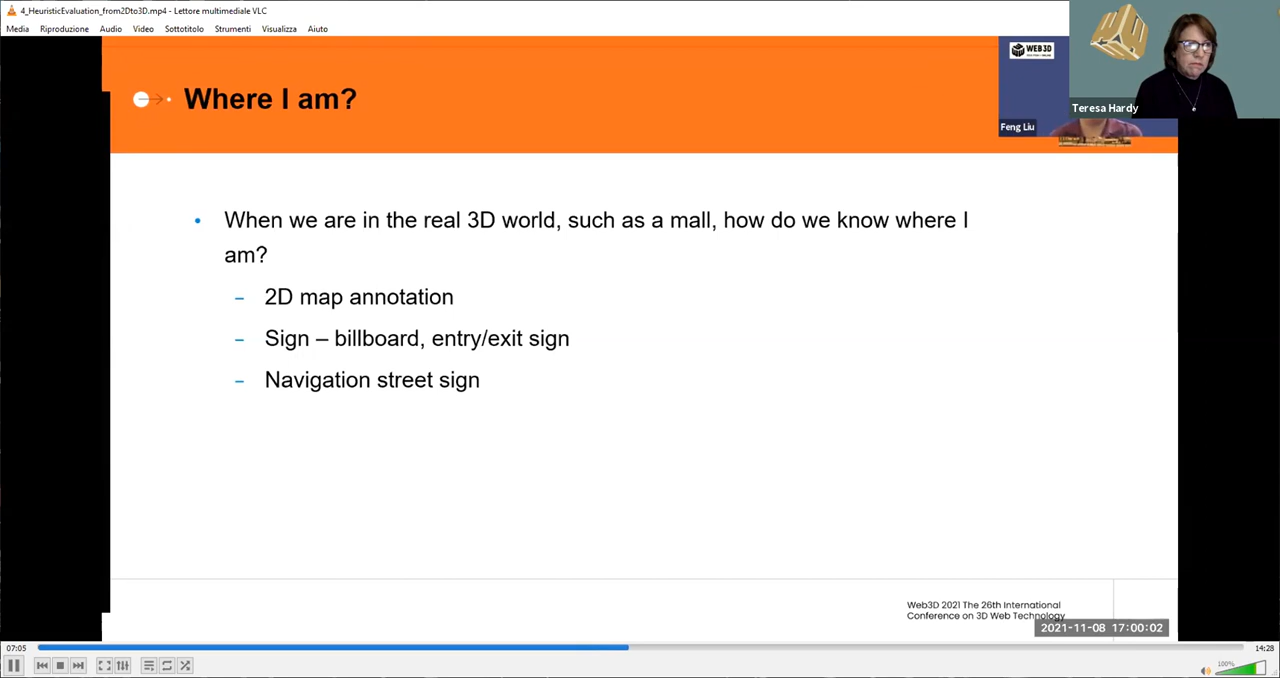 4_HeuristicEvaluation_from2Dto3D.mp4 - Lettore multimediale VLC
Media Riproduzione Audio Video Sottotitolo Strumenti Visualizza Aiuto
WEB3D
Teresa Hardy
Feng Liu
Where I am?
• When we are in the real 3D world, such as a mall, how do we know where I
am?
– 2D map annotation
– Sign – billboard, entry/exit sign
– Navigation street sign
Web3D 2021 The 26th International
Conference on 3D Web Technology
2021-11-08 17:00:02
07:05
14:28
100%